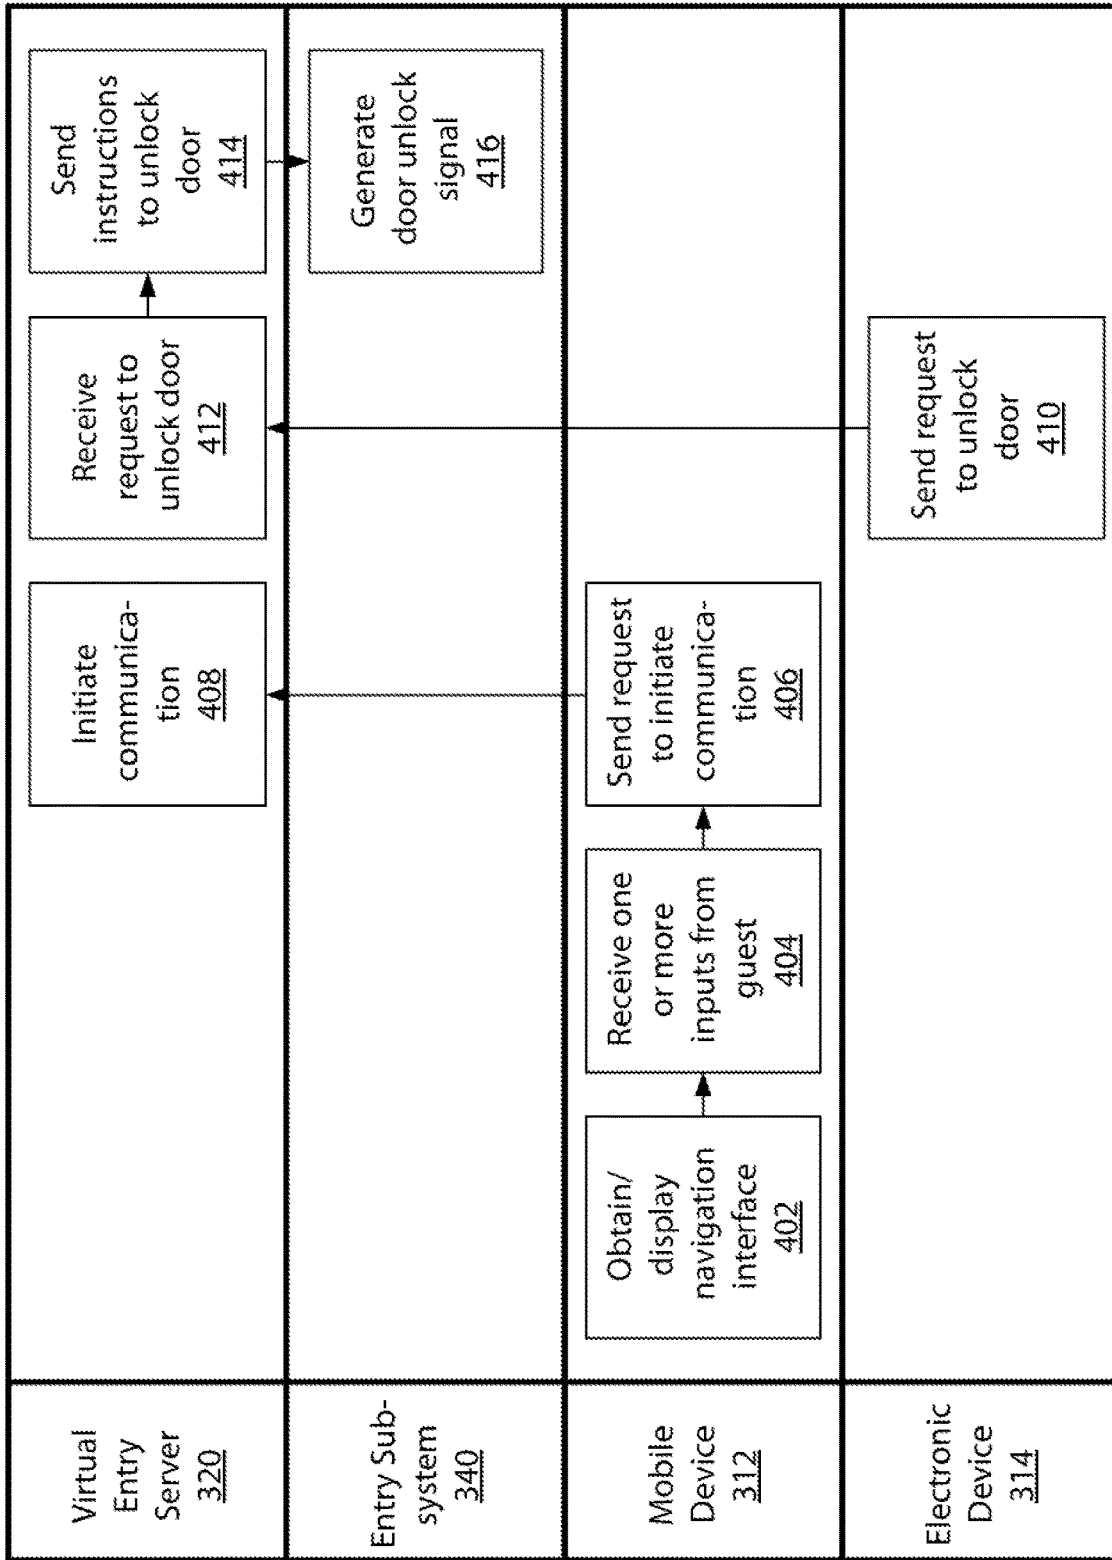 Virtual
Entry
Server
320
Send
instructions
to unlock
door
414
Receive
request to
unlock door
412
Initiate
communica-
tion
408
Entry Sub-
system
340
Generate
door unlock
signal
416
Mobile
Device
312
Obtain/
display
navigation
interface
402
Receive one
or more
inputs from
guest
404
Send request
to initiate
communica-
tion
406
Electronic
Device
314
Send request
to unlock
door
410